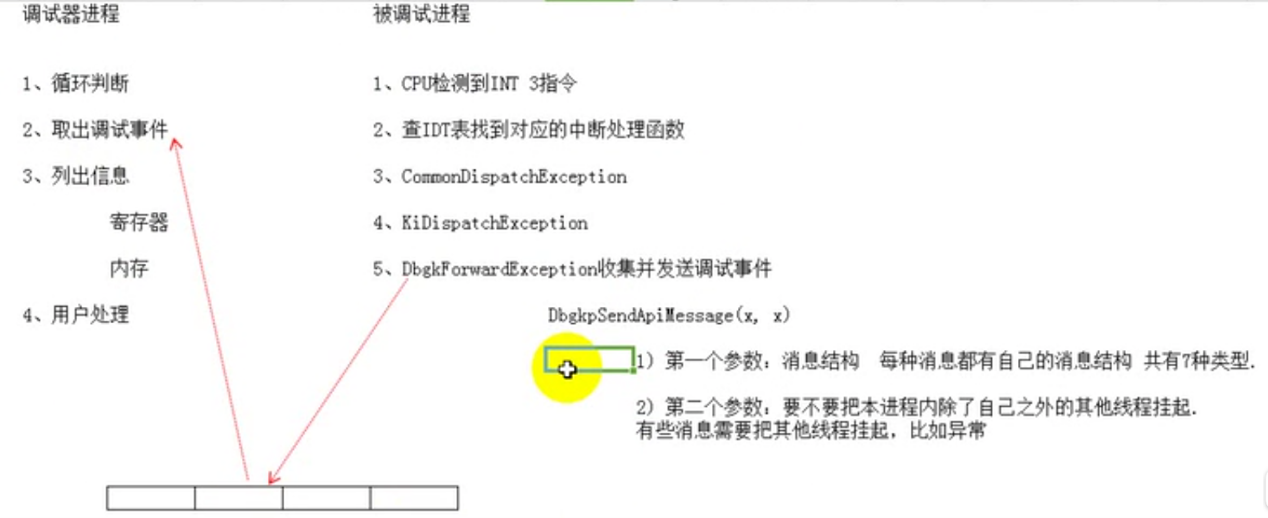 调试器进程
被调试进程
1、循环判断
1、CPU检测到INT 3指令
2、取出调试事件
2、查IDT表找到对应的中断处理函数
3、列出信息
3、CommonDispatchException
寄存器
4、KiDispatchException
内存
5、DbgkForwardException收集并发送调试事件
4、用户处理
DbgkpSendApiMessage(x, x)
1) 第一个参数：消息结构 每种消息都有自己的消息结构 共有7种类型.
2) 第二个参数：要不要把本进程内除了自己之外的其他线程挂起.
有些消息需要把其他线程挂起，比如异常